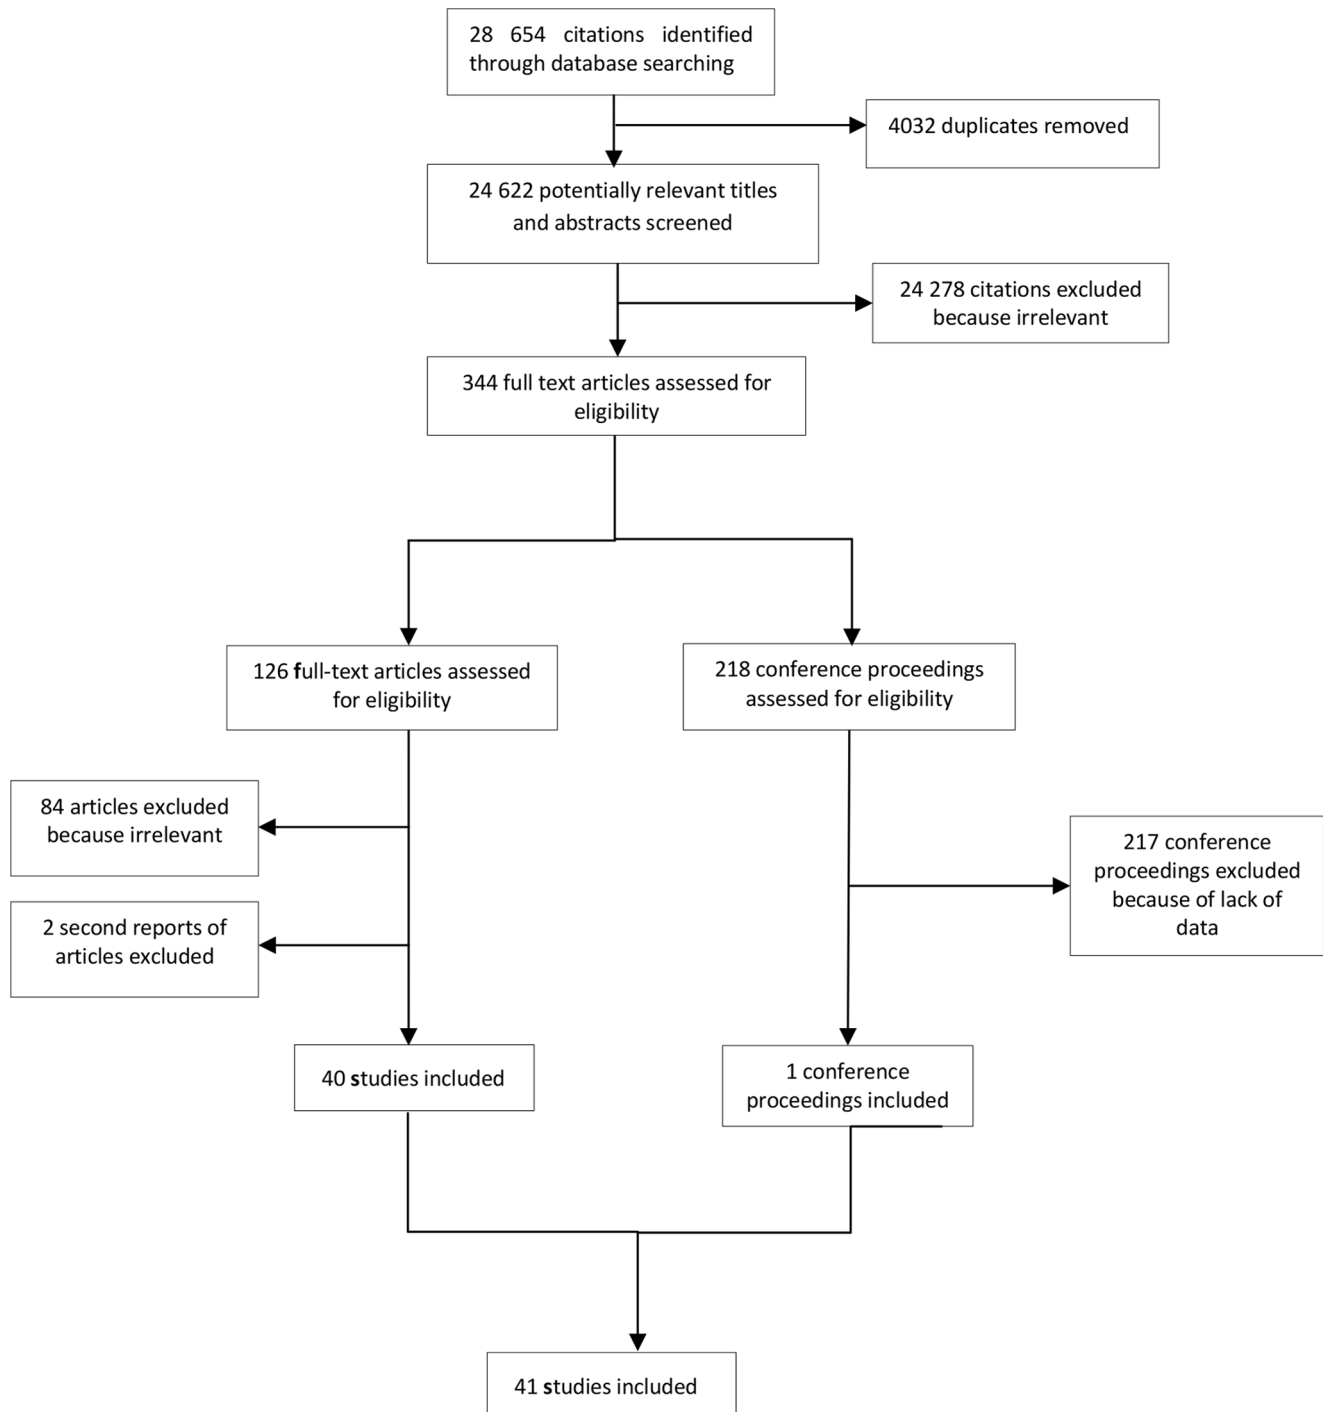 28 654 citations identified
through database searching
4032 duplicates removed
24 622 potentially relevant titles
and abstracts screened
24 278 citations excluded
because irrelevant
344 full text articles assessed for
eligibility
126 full-text articles assessed
for eligibility
218 conference proceedings
assessed for eligibility
84 articles excluded
because irrelevant
217 conference
proceedings excluded
because of lack of
data
2 second reports of
articles excluded
40 studies included
1 conference
proceedings included
41 studies included